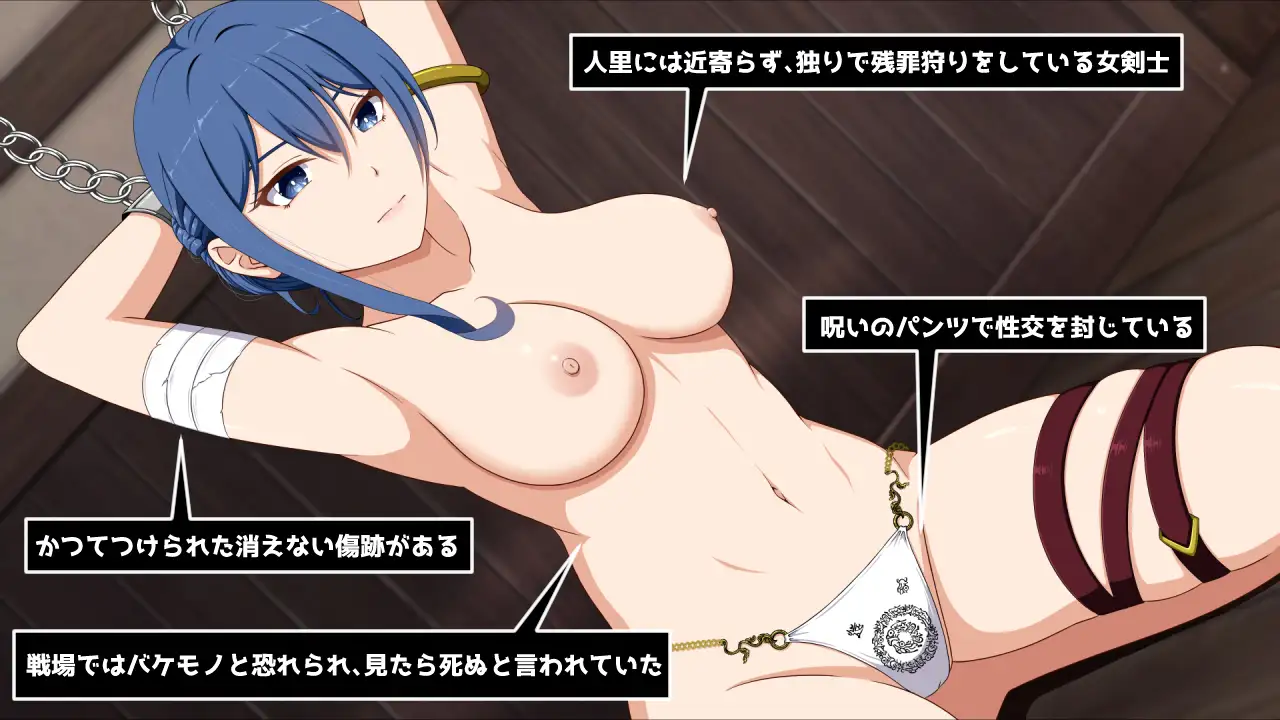 人里には近寄らず、独りで残罪狩りをしている女剣士
呪いのパンツで性交を封じている
かつてつけられた消えない傷跡がある
戦場ではバケモノと恐れられ、見たら死ぬと言われていた